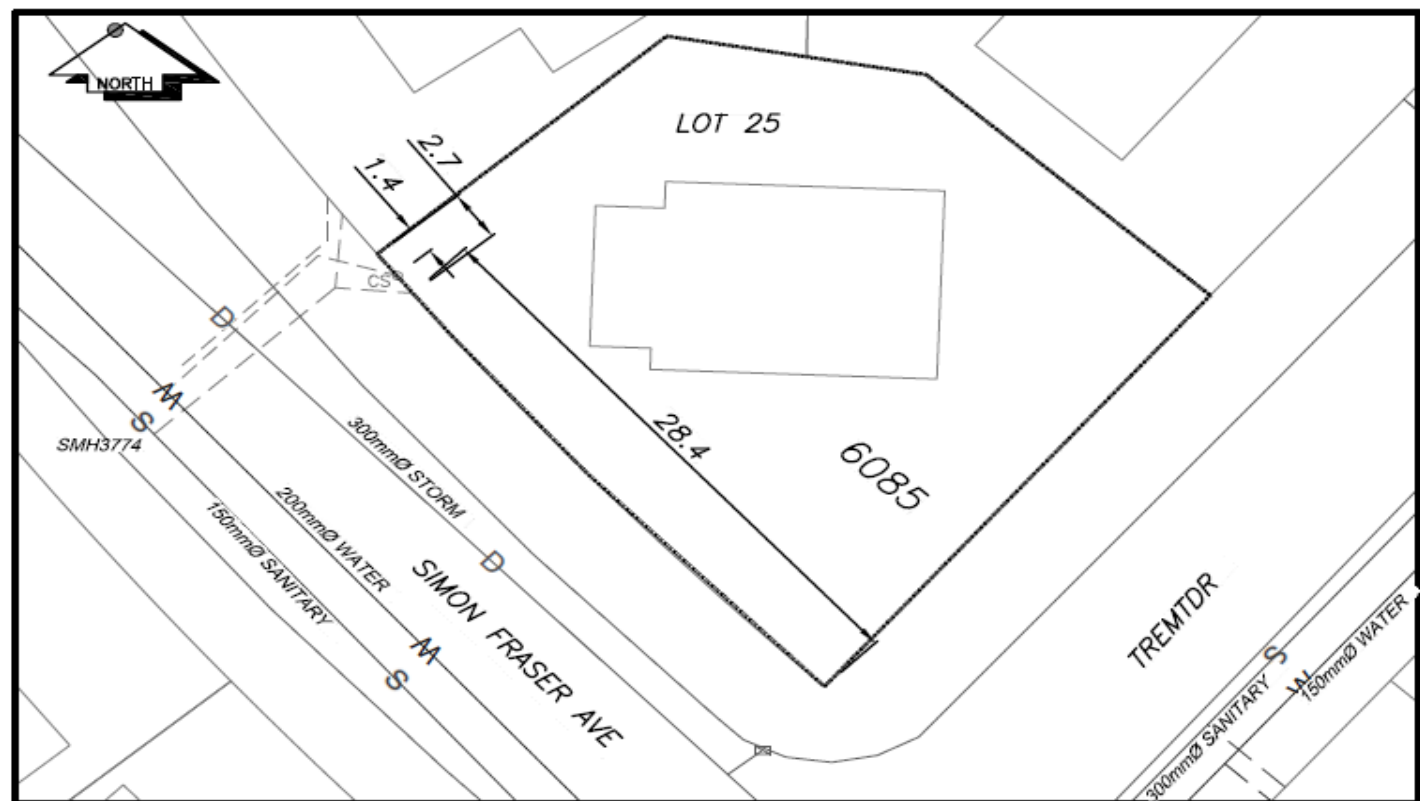 NORTH
LOT 25
2.7
1.4
CS
D
W
S
SMH3774
28.4
6085
300mmØ STORM
200mmØ WATER
150mmØ SANITARY
D
SIMON FRASER AVE
W
S
TREMTDR
S
W
150mmØ WATER
300mmØ SANITARY